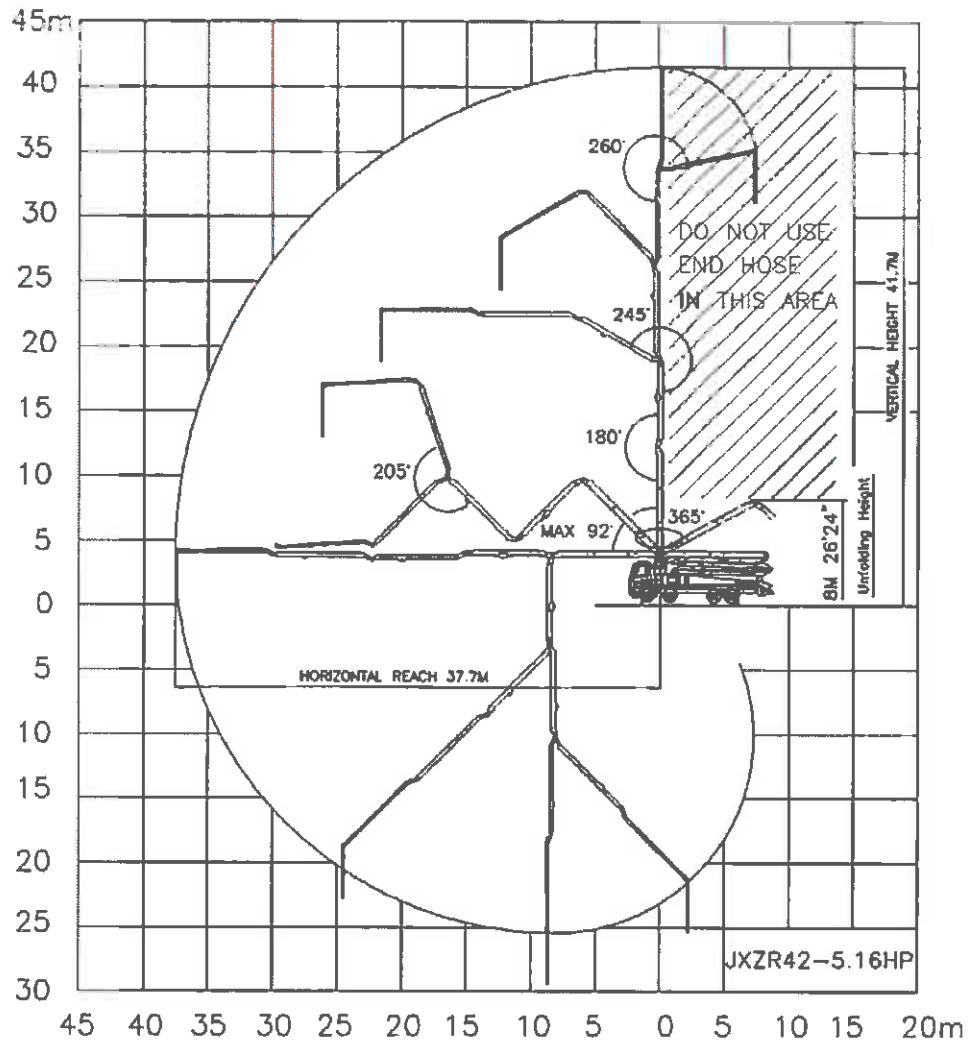 45m
40
35
30
25
20
15
10
5
0
5
10
15
20
25
30
260°
DO NOT USE
END HOSE
IN THIS AREA
245°
180°
205°
MAX 92°
365°
VERTICAL HEIGHT 41.7M
8M 26'24"
Unfolding Height
HORIZONTAL REACH 37.7M
JXZR42-5.16HP
45 40 35 30 25 20 15 10 5 0 5 10 15 20m